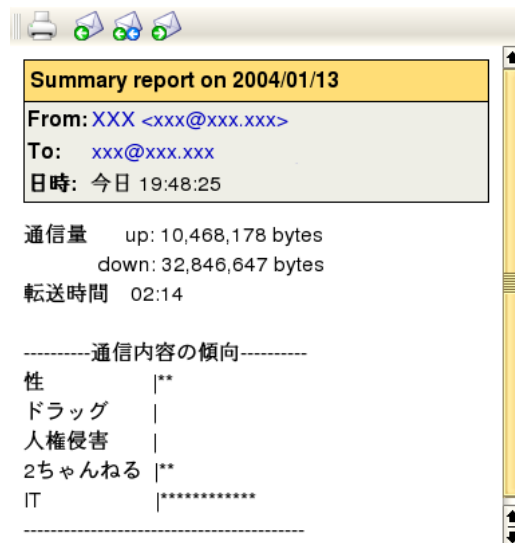 Summary report on 2004/01/13
From: XXX <xxx@xxx.xxx>
To: xxx@xxx.xxx
日時: 今日 19:48:25
通信量 up: 10,468,178 bytes
down: 32,846,647 bytes
転送時間 02:14
----------通信内容の傾向----------
性 |**
ドラッグ |
人権侵害 |
2ちゃんねる |**
IT |************
------------------------------------------